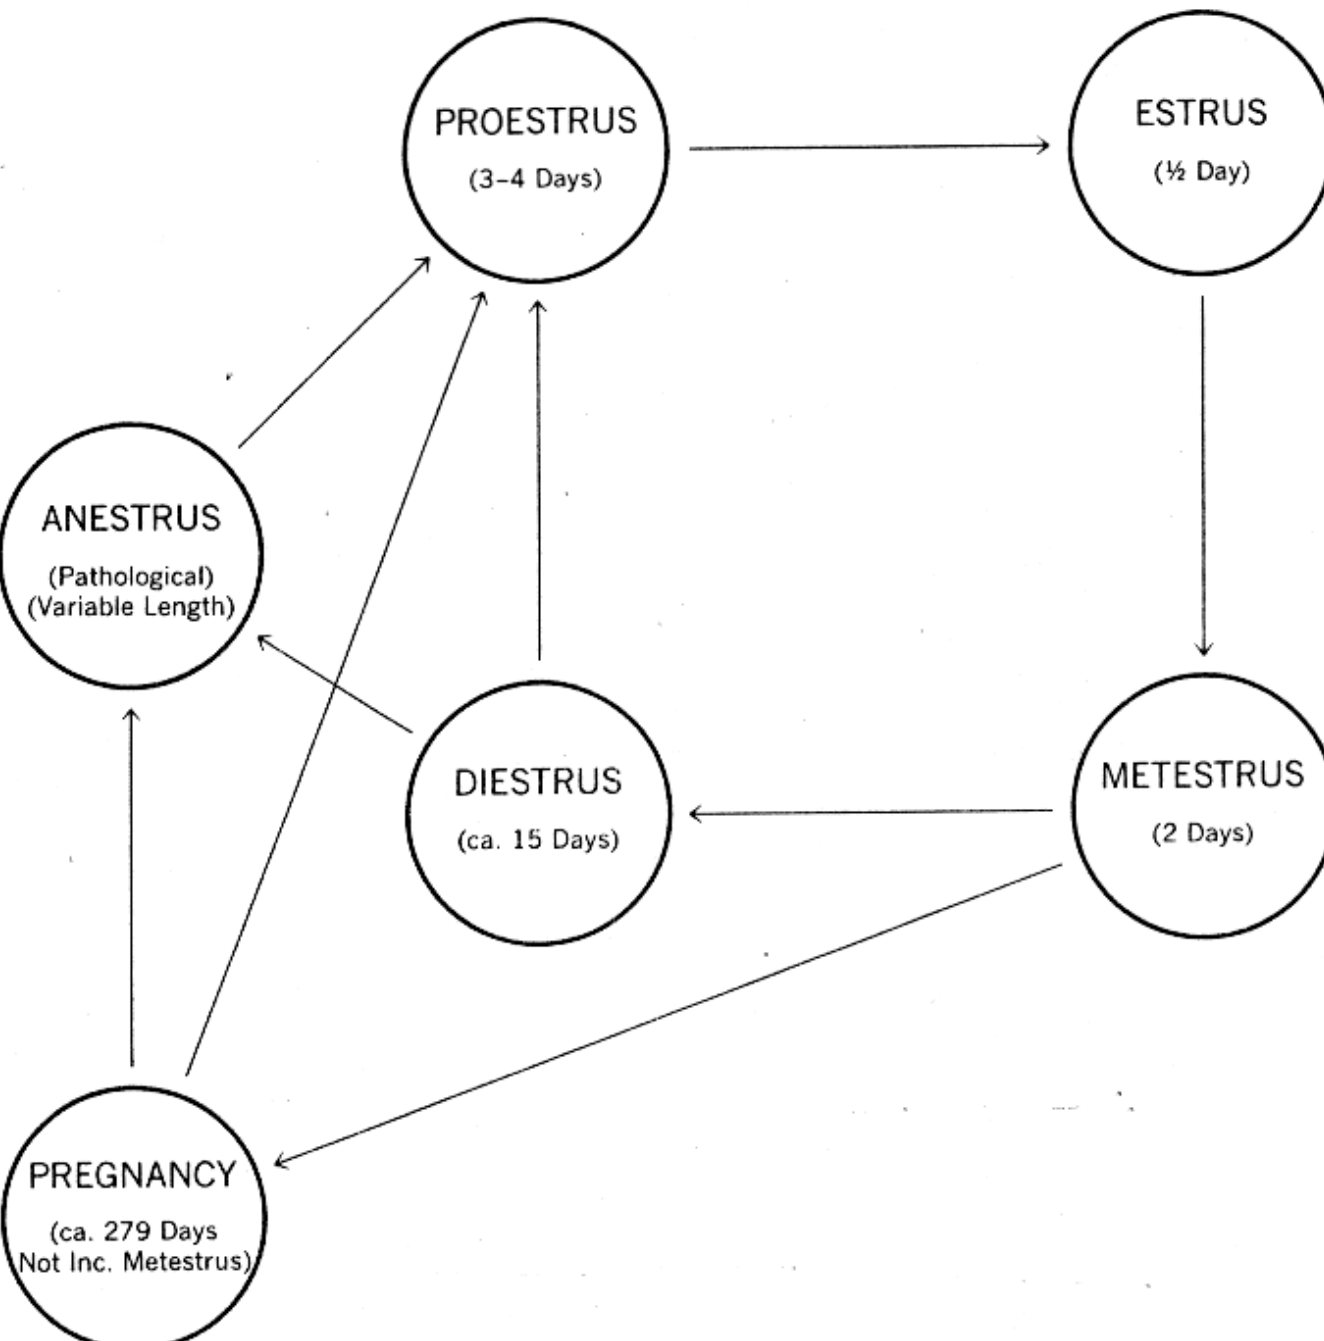 PROESTRUS
(3–4 Days)
ESTRUS
(½ Day)
ANESTRUS
(Pathological)
(Variable Length)
DIESTRUS
(ca. 15 Days)
METESTRUS
(2 Days)
PREGNANCY
(ca. 279 Days
Not Inc. Metestrus)